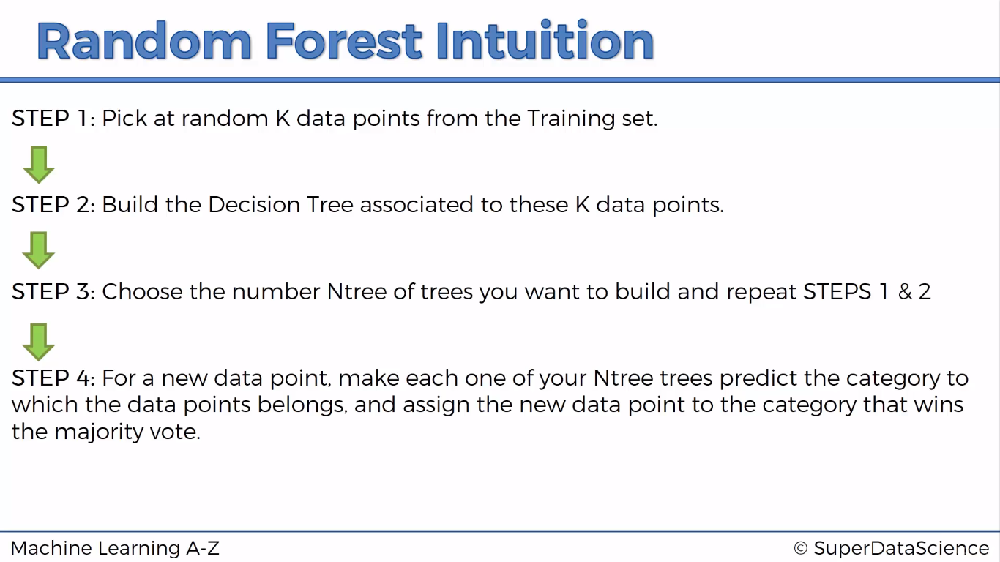 Random Forest Intuition
STEP 1: Pick at random K data points from the Training set.
STEP 2: Build the Decision Tree associated to these K data points.
STEP 3: Choose the number Ntree of trees you want to build and repeat STEPS 1 & 2
STEP 4: For a new data point, make each one of your Ntree trees predict the category to
which the data points belongs, and assign the new data point to the category that wins
the majority vote.
Machine Learning A-Z
© SuperDataScience